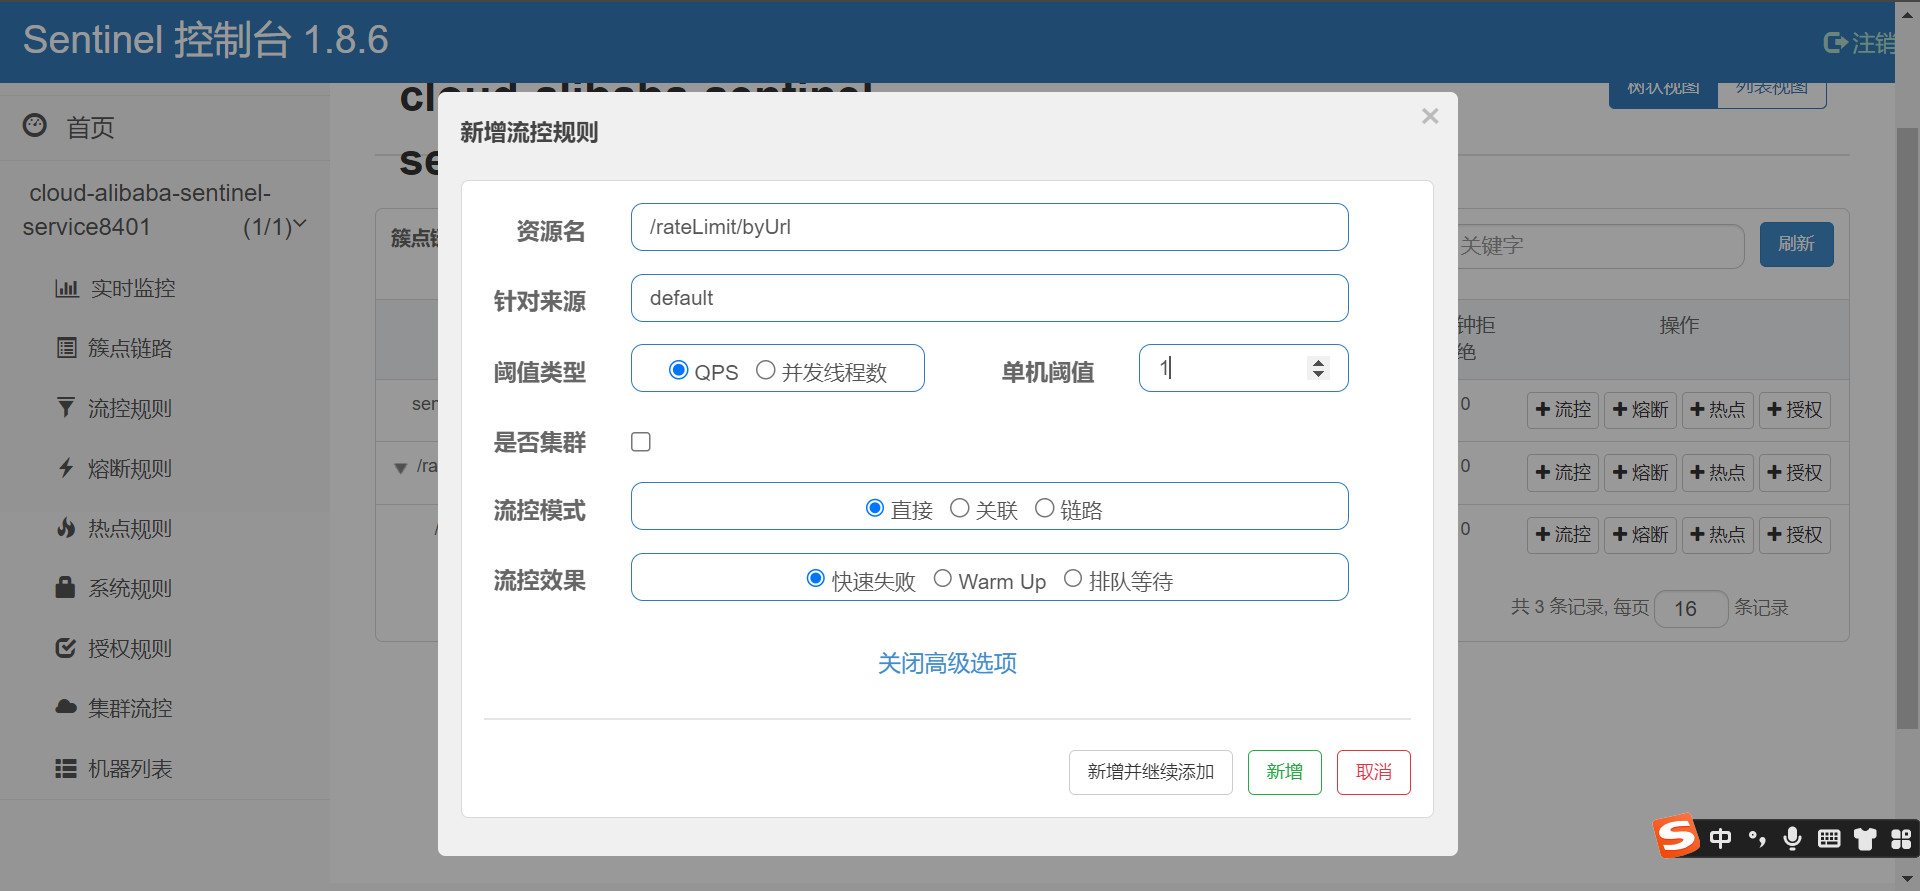 Sentinel 控制台 1.8.6
注销
首页
cloud-alibaba-sentinel-
service8401 (1/1)
实时监控
簇点链路
流控规则
熔断规则
热点规则
系统规则
授权规则
集群流控
机器列表
cloud-alibaba-sentinel
se
树状视图 列表视图
簇点链
关键字 刷新
钟拒绝 操作
sen 0 流控 熔断 热点 授权
/ra 0 流控 熔断 热点 授权
/ 0 流控 熔断 热点 授权
共 3 条记录, 每页 16 条记录
新增流控规则 ×
资源名 /rateLimit/byUrl
针对来源 default
阈值类型 QPS 并发线程数 单机阈值 1
是否集群
流控模式 直接 关联 链路
流控效果 快速失败 Warm Up 排队等待
关闭高级选项
新增并继续添加 新增 取消
S 中